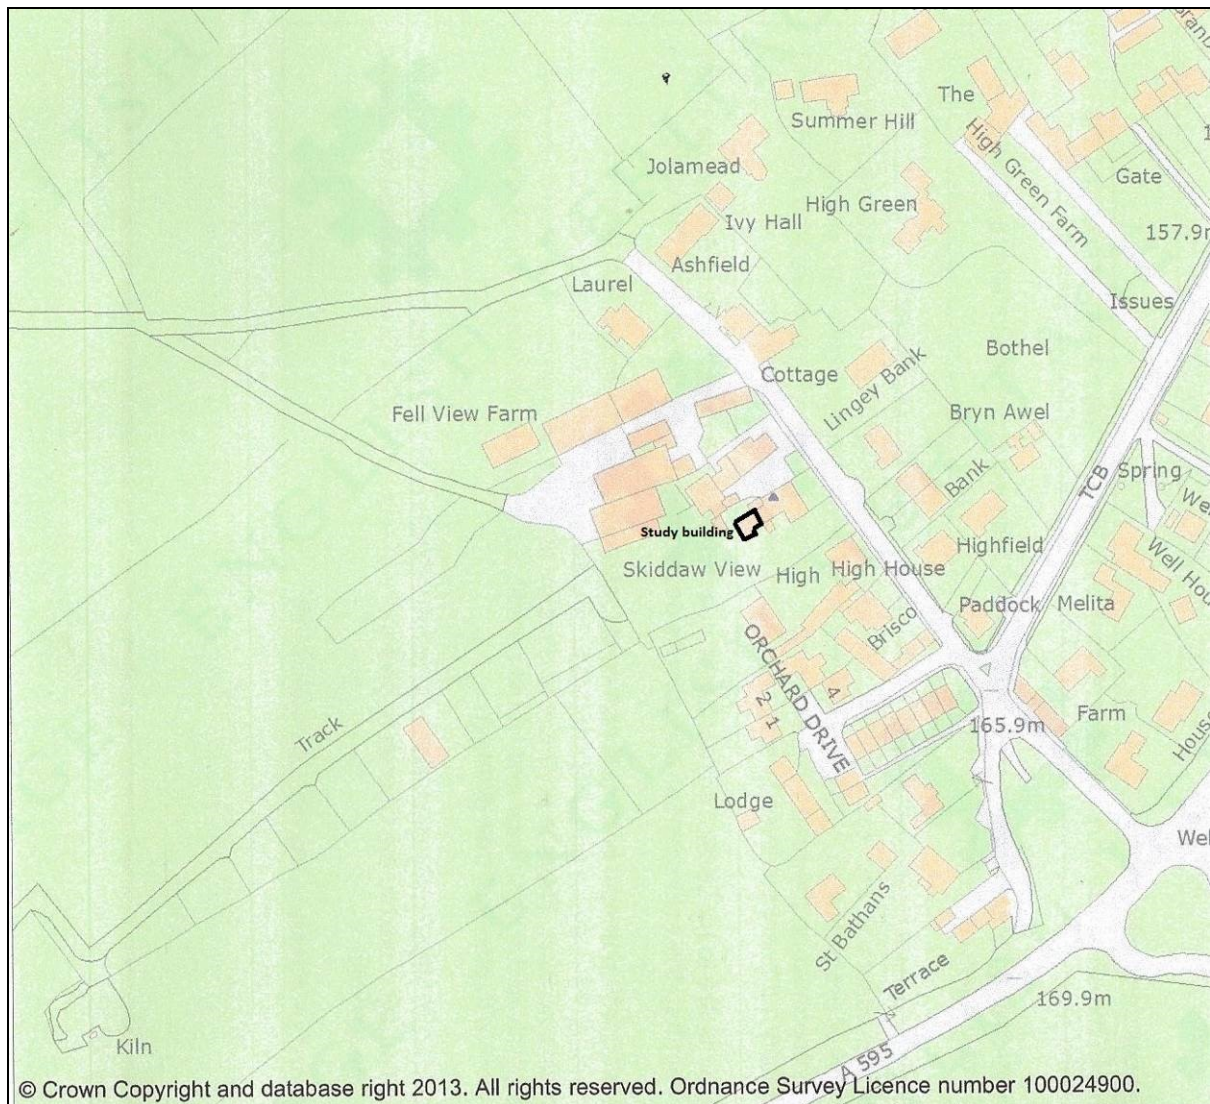 The
Summer Hill
High Green Farm
Jolamead
Gate
High Green
Ivy Hall
Ashfield
Laurel
Issues
Bothel
Cottage
Lingey Bank
Fell View Farm
Bryn Awel
Bank
TCB
Spring
Study building
Highfield
Well Hou
Skiddaw View
High
High House
Paddock
Melita
Brisco
ORCHARD DRIVE
4
2
1
Track
165.9m
Farm
House
Lodge
Wel
St Bathans
Terrace
169.9m
A 595
Kiln
© Crown Copyright and database right 2013. All rights reserved. Ordnance Survey Licence number 100024900.